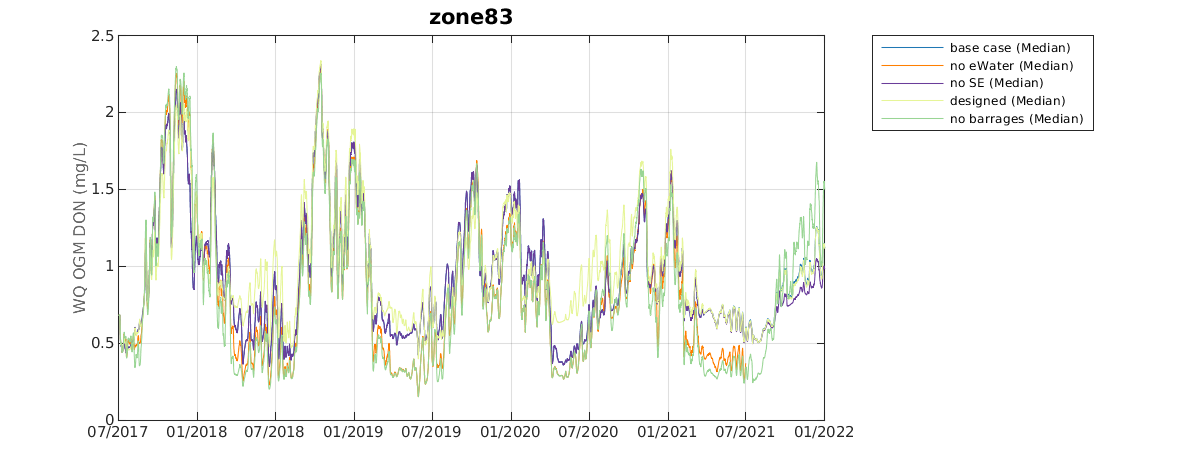 zone83
WQ OGM DON (mg/L)
2.5
2
1.5
1
0.5
0
07/2017
01/2018
07/2018
01/2019
07/2019
01/2020
07/2020
01/2021
07/2021
01/2022
base case (Median)
no eWater (Median)
no SE (Median)
designed (Median)
no barrages (Median)